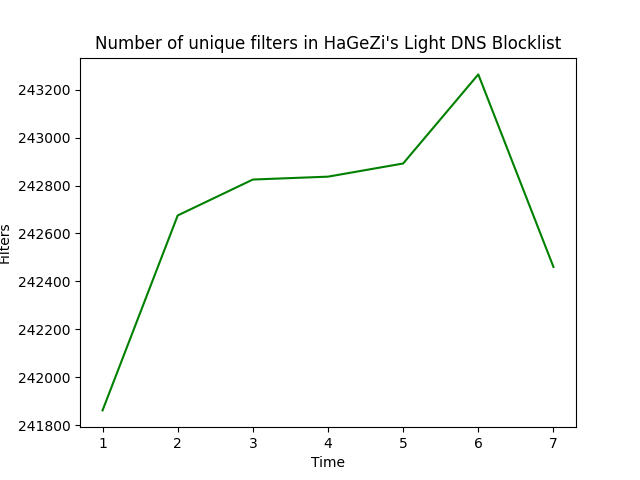 Number of unique filters in HaGeZi's Light DNS Blocklist
243200
243000
242800
242600
242400
242200
242000
241800
Filters
1 2 3 4 5 6 7
Time